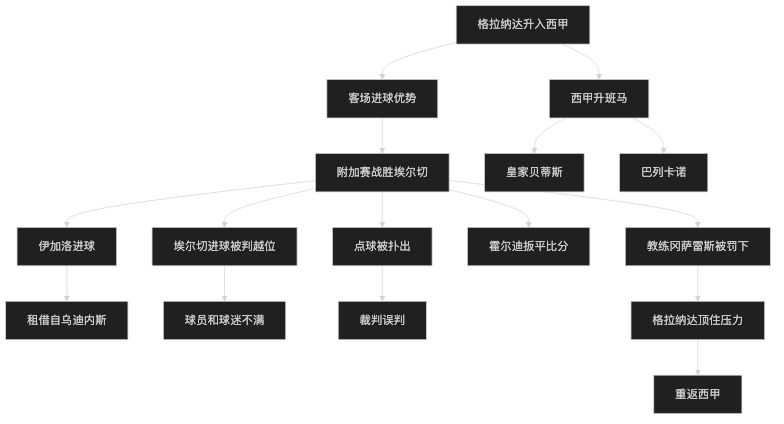 格拉纳达升入西甲
客场进球优势
西甲升班马
附加赛战胜埃尔切
皇家贝蒂斯
巴列卡诺
伊加洛进球
埃尔切进球被判越位
点球被扑出
霍尔迪扳平比分
教练冈萨雷斯被罚下
租借自乌迪内斯
球员和球迷不满
裁判误判
格拉纳达顶住压力
重返西甲